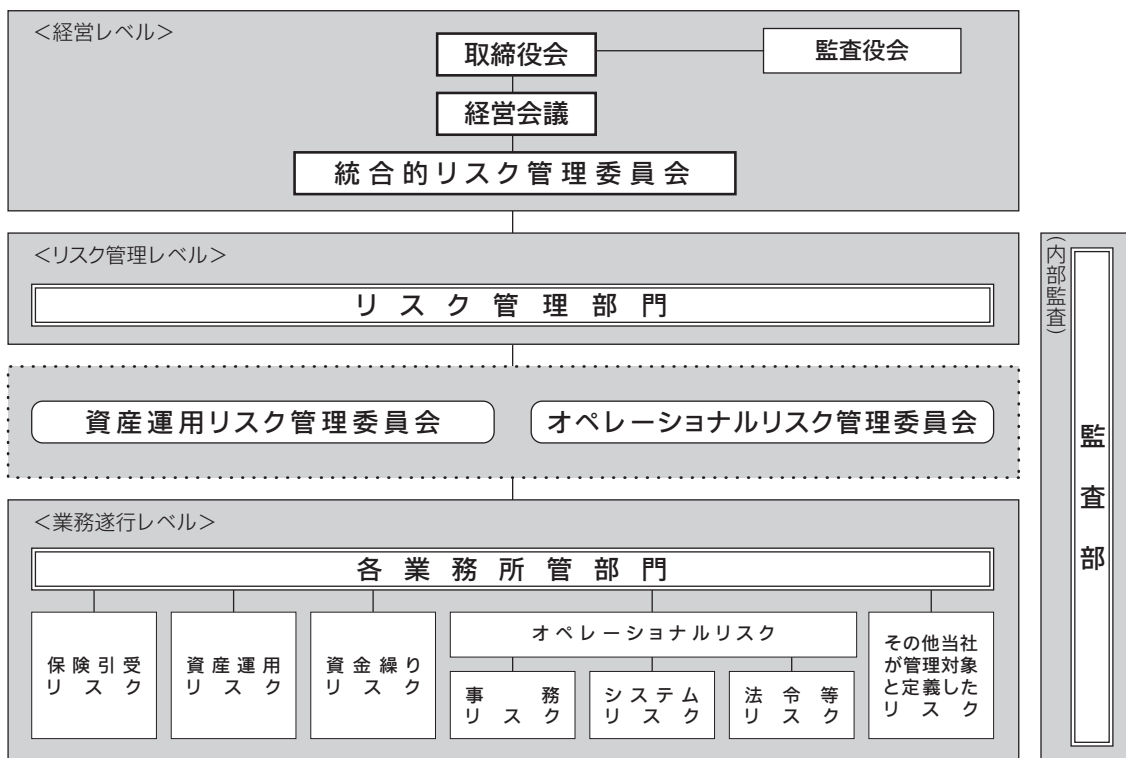 ＜経営レベル＞
取締役会
監査役会
経営会議
統合的リスク管理委員会
＜リスク管理レベル＞
リスク管理部門
資産運用リスク管理委員会
オペレーショナルリスク管理委員会
＜業務遂行レベル＞
各業務所管部門
保険引受
リスク
資産運用
リスク
資金繰り
リスク
オペレーショナルリスク
事務
リスク
システム
リスク
法令等
リスク
その他当社
が管理対象
と定義した
リスク
(内部監査)
監査部